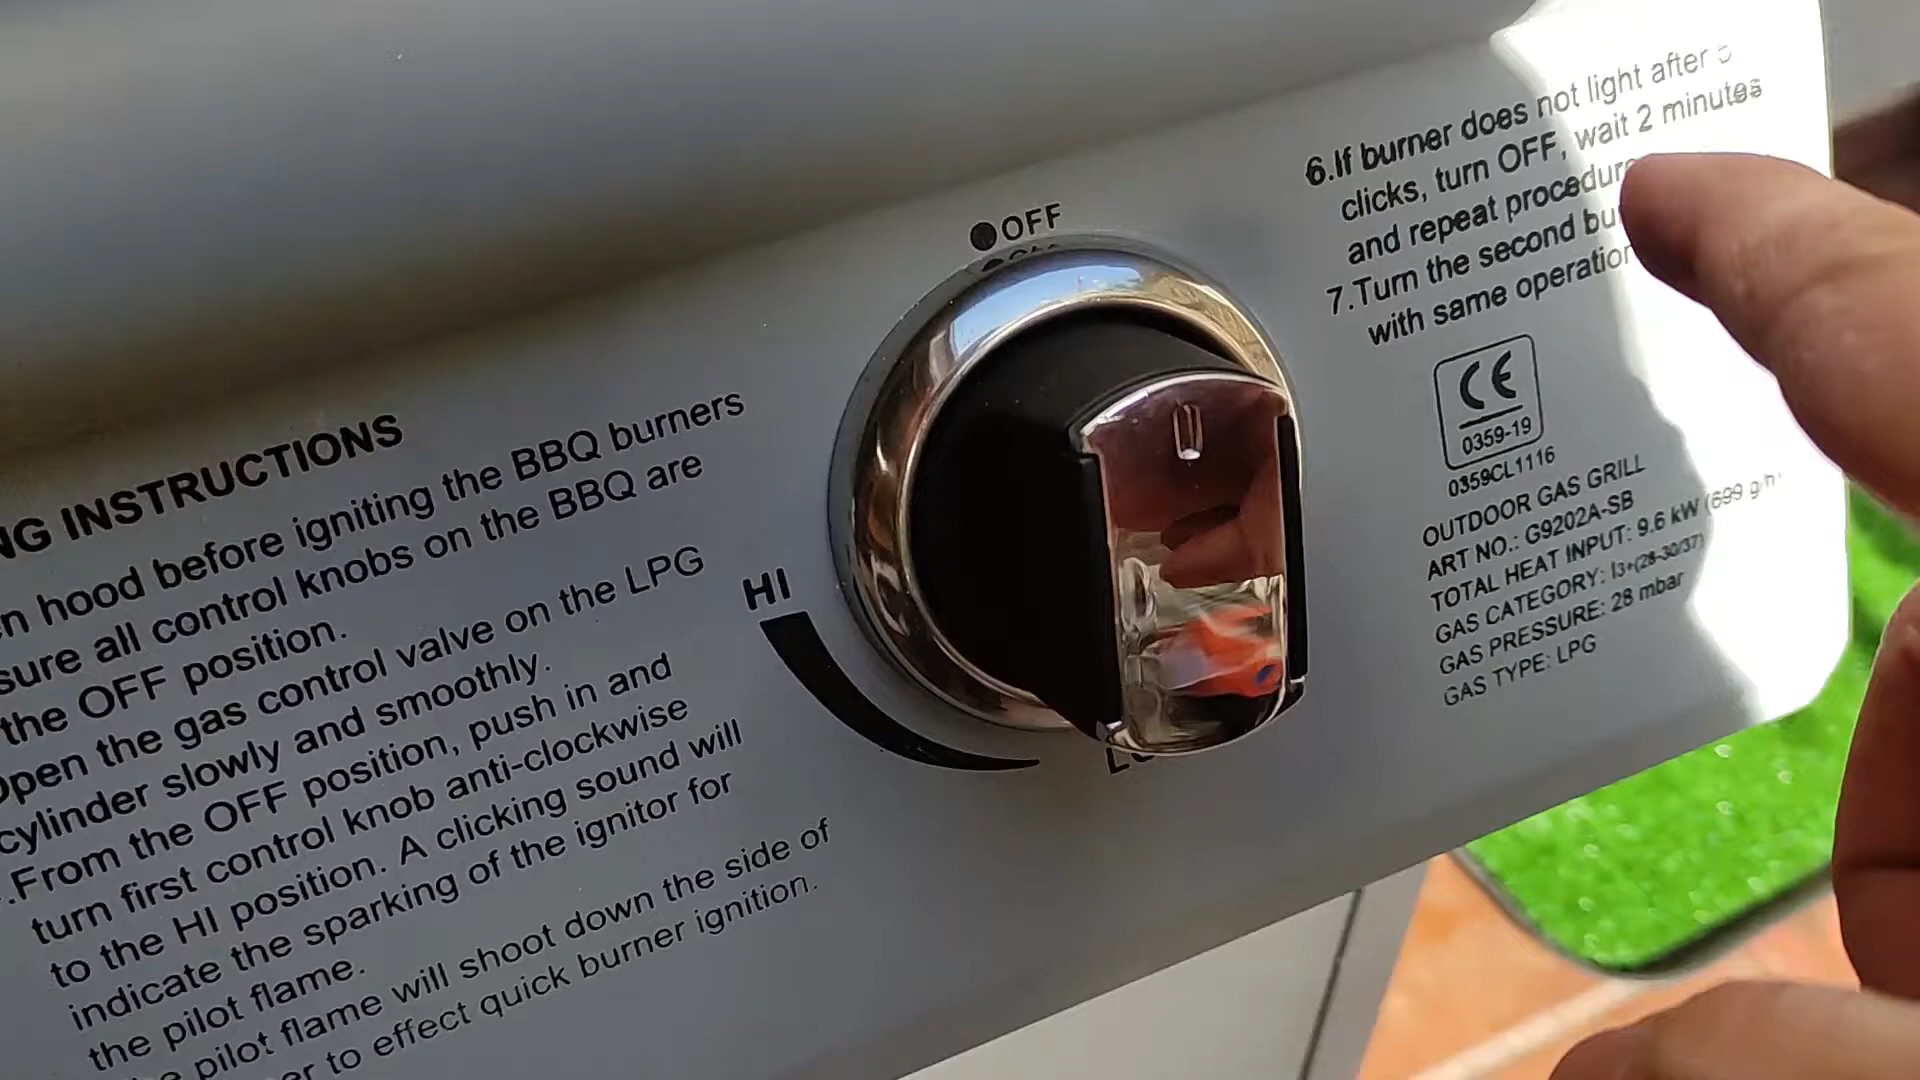 INSTRUCTIONS
hood before igniting the BBQ burners
sure all control knobs on the BBQ are
the OFF position.
the gas control valve on the LPG
cylinder slowly and smoothly.
From the OFF position, push in and
turn first control knob anti-clockwise
to the HI position. A clicking sound will
indicate the sparking of the ignitor for
the pilot flame.
pilot flame will shoot down the side of
to effect quick burner ignition.
OFF
HI
6.If burner does not light after 5
clicks, turn OFF, wait 2 minutes
and repeat
7.Turn the second
with same
CE
0359-19
0359CL1116
OUTDOOR GAS GRILL
ART NO.: G9202A-SB
TOTAL HEAT INPUT: 9.6 kW (699 g/h
GAS CATEGORY: I3+(28-30/37)
GAS PRESSURE: 28 mbar
GAS TYPE: LPG